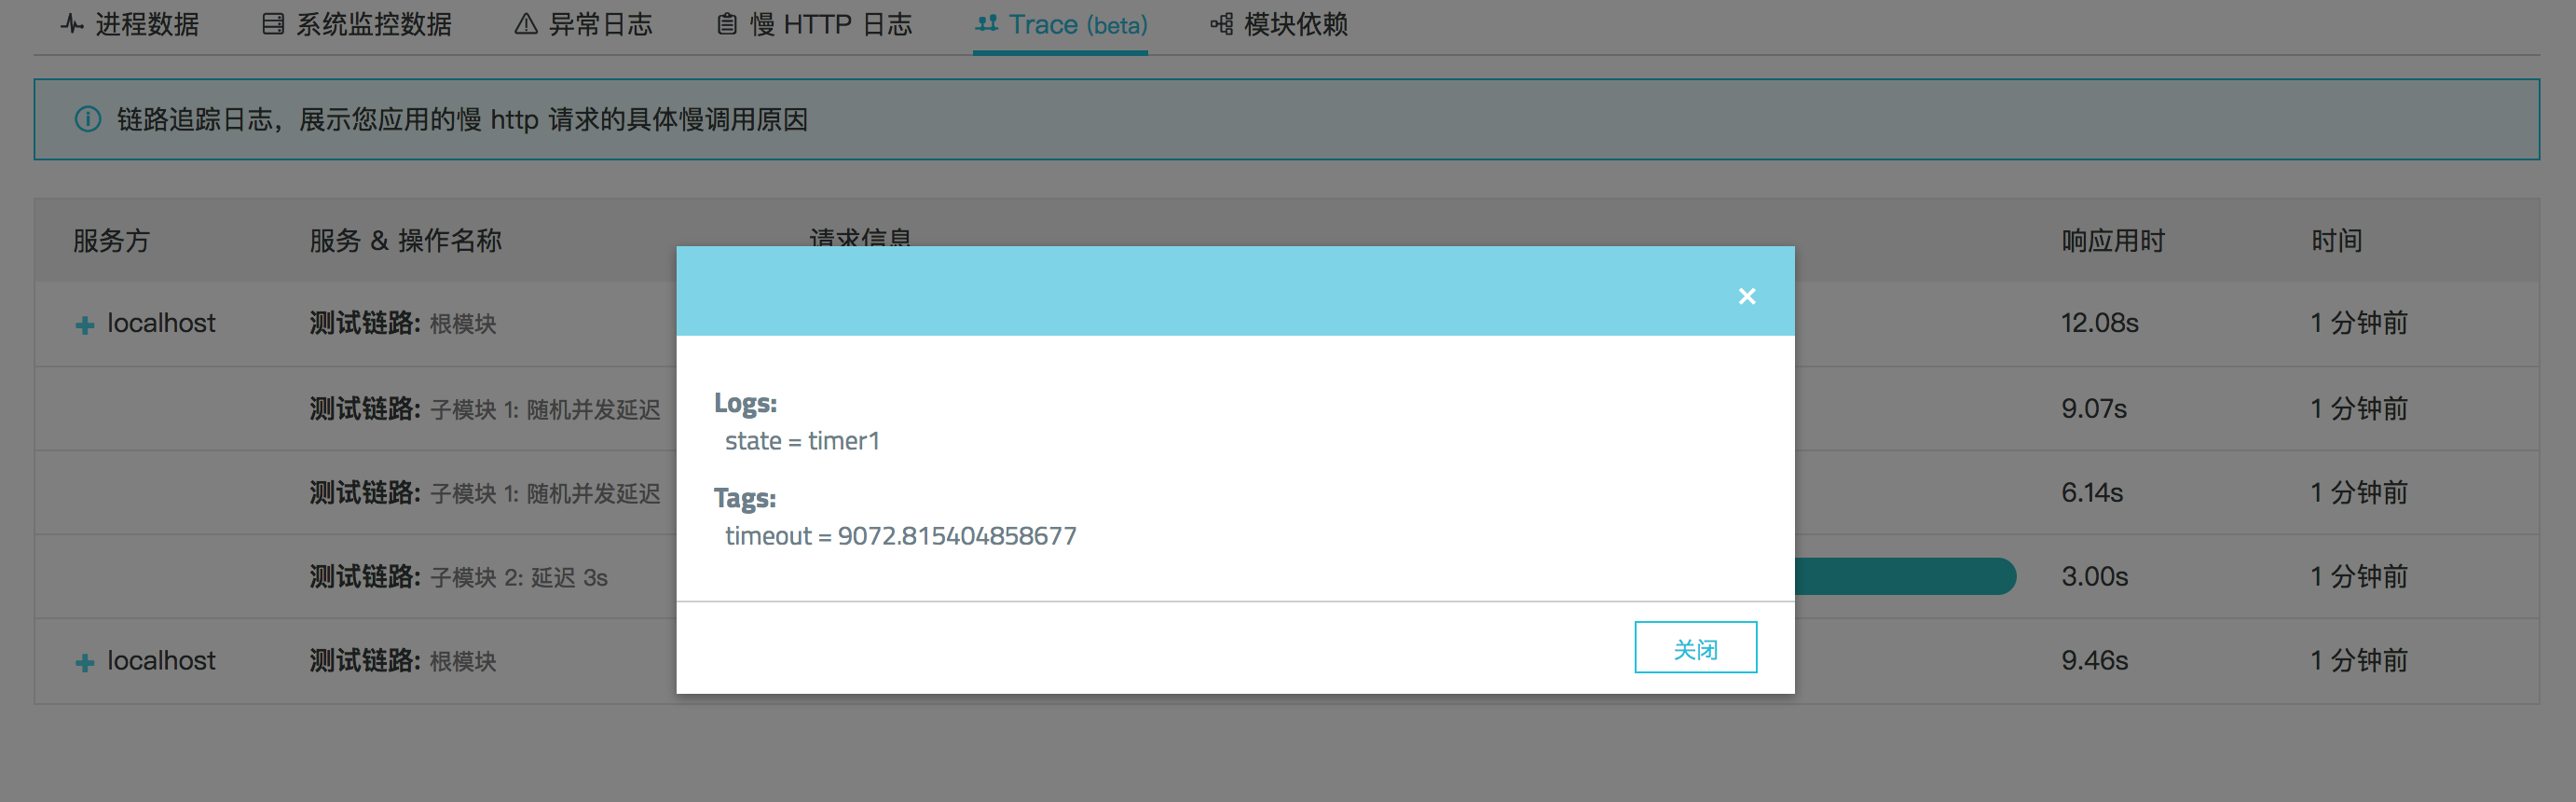 进程数据 系统监控数据 异常日志 慢 HTTP 日志 Trace (beta) 模块依赖
链路追踪日志，展示您应用的慢 http 请求的具体慢调用原因
服务方 服务 & 操作名称 请求信息 响应用时 时间
localhost 测试链路: 根模块 12.08s 1 分钟前
测试链路: 子模块 1: 随机并发延迟 9.07s 1 分钟前
测试链路: 子模块 1: 随机并发延迟 6.14s 1 分钟前
测试链路: 子模块 2: 延迟 3s 3.00s 1 分钟前
localhost 测试链路: 根模块 9.46s 1 分钟前
Logs:
state = timer1
Tags:
timeout = 9072.815404858677
关闭